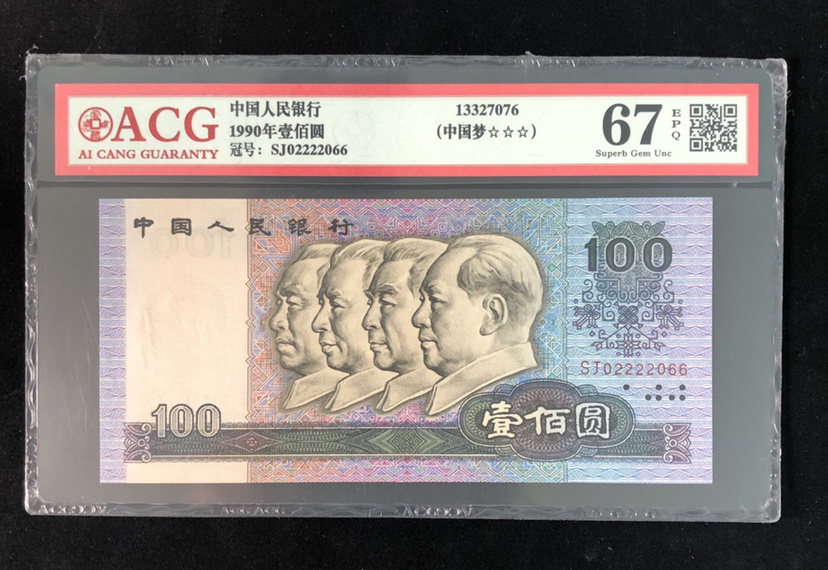 ACG
AI CANG GUARANTY
中国人民银行
1990年壹佰圆
冠号：SJ02222066
13327076
(中国梦☆☆☆)
67
EPQ
Superb Gem Unc
中国人民银行
100
SJ02222066
100
壹佰圆